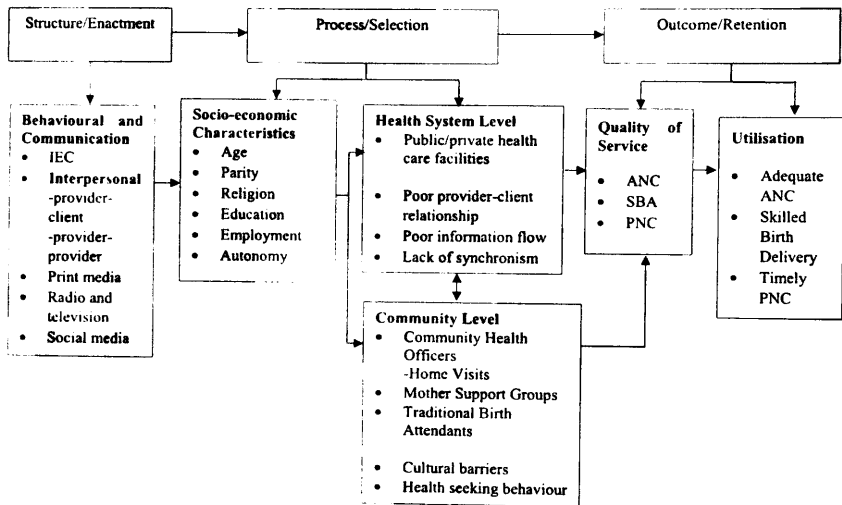 Structure/Enactment
Process/Selection
Outcome/Retention
Behavioural and
Communication
• IEC
• Interpersonal
-provider-
client
-provider-
provider
• Print media
• Radio and
television
• Social media
Socio-economic
Characteristics
• Age
• Parity
• Religion
• Education
• Employment
• Autonomy
Health System Level
• Public/private health
care facilities
• Poor provider-client
relationship
• Poor information flow
• Lack of synchronism
Community Level
• Community Health
Officers
-Home Visits
• Mother Support Groups
• Traditional Birth
Attendants
• Cultural barriers
• Health seeking behaviour
Quality of
Service
• ANC
• SBA
• PNC
Utilisation
• Adequate
ANC
• Skilled
Birth
Delivery
• Timely
PNC